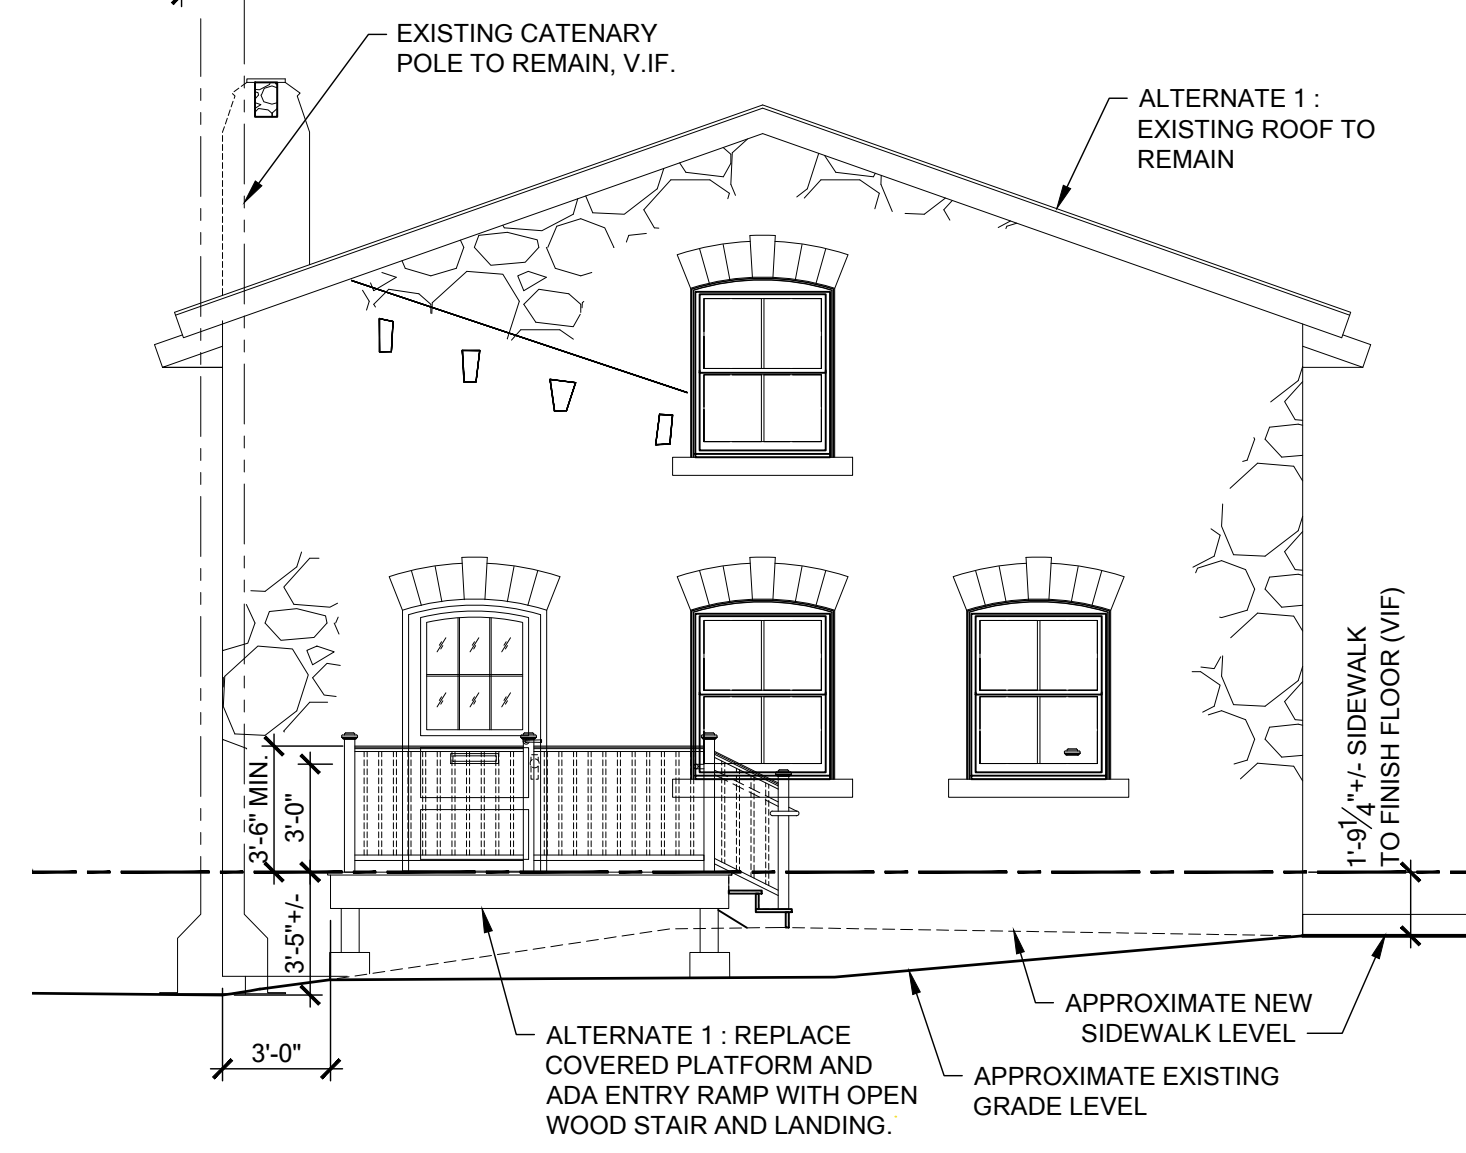 EXISTING CATENARY
POLE TO REMAIN, V.IF.
ALTERNATE 1 :
EXISTING ROOF TO
REMAIN
1'-9 1/4"+/- SIDEWALK
TO FINISH FLOOR (VIF)
3'-6" MIN.
3'-0"
3'-5"+/-
3'-0"
APPROXIMATE NEW
SIDEWALK LEVEL
ALTERNATE 1 : REPLACE
COVERED PLATFORM AND
ADA ENTRY RAMP WITH OPEN
WOOD STAIR AND LANDING.
APPROXIMATE EXISTING
GRADE LEVEL